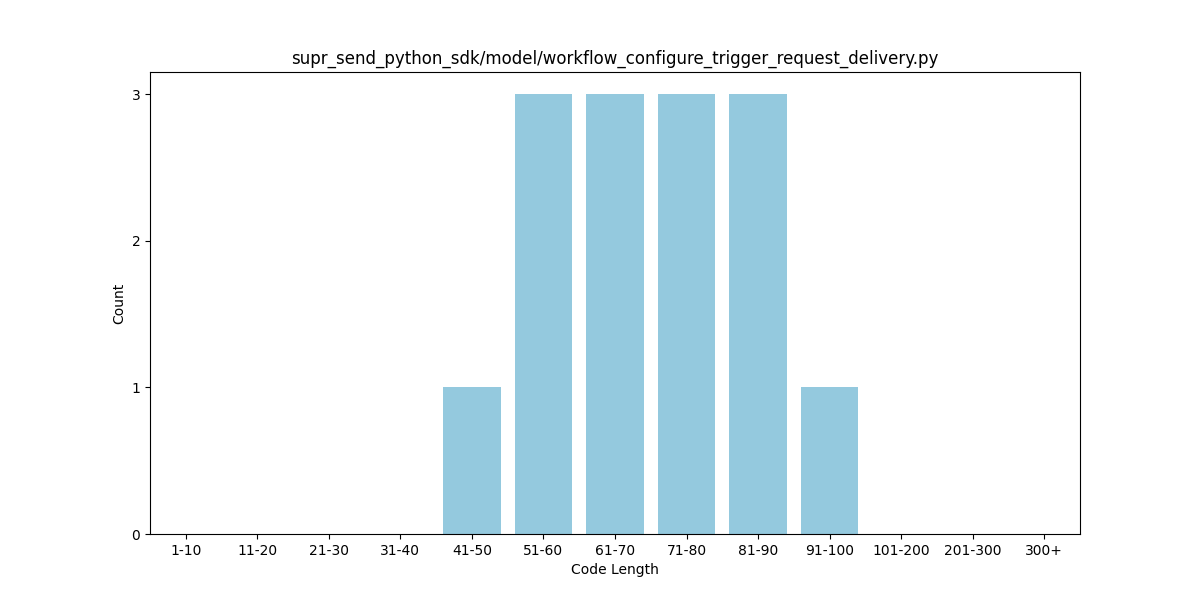 supr_send_python_sdk/model/workflow_configure_trigger_request_delivery.py
3
2
1
0
Count
1-10 11-20 21-30 31-40 41-50 51-60 61-70 71-80 81-90 91-100 101-200 201-300 300+
Code Length